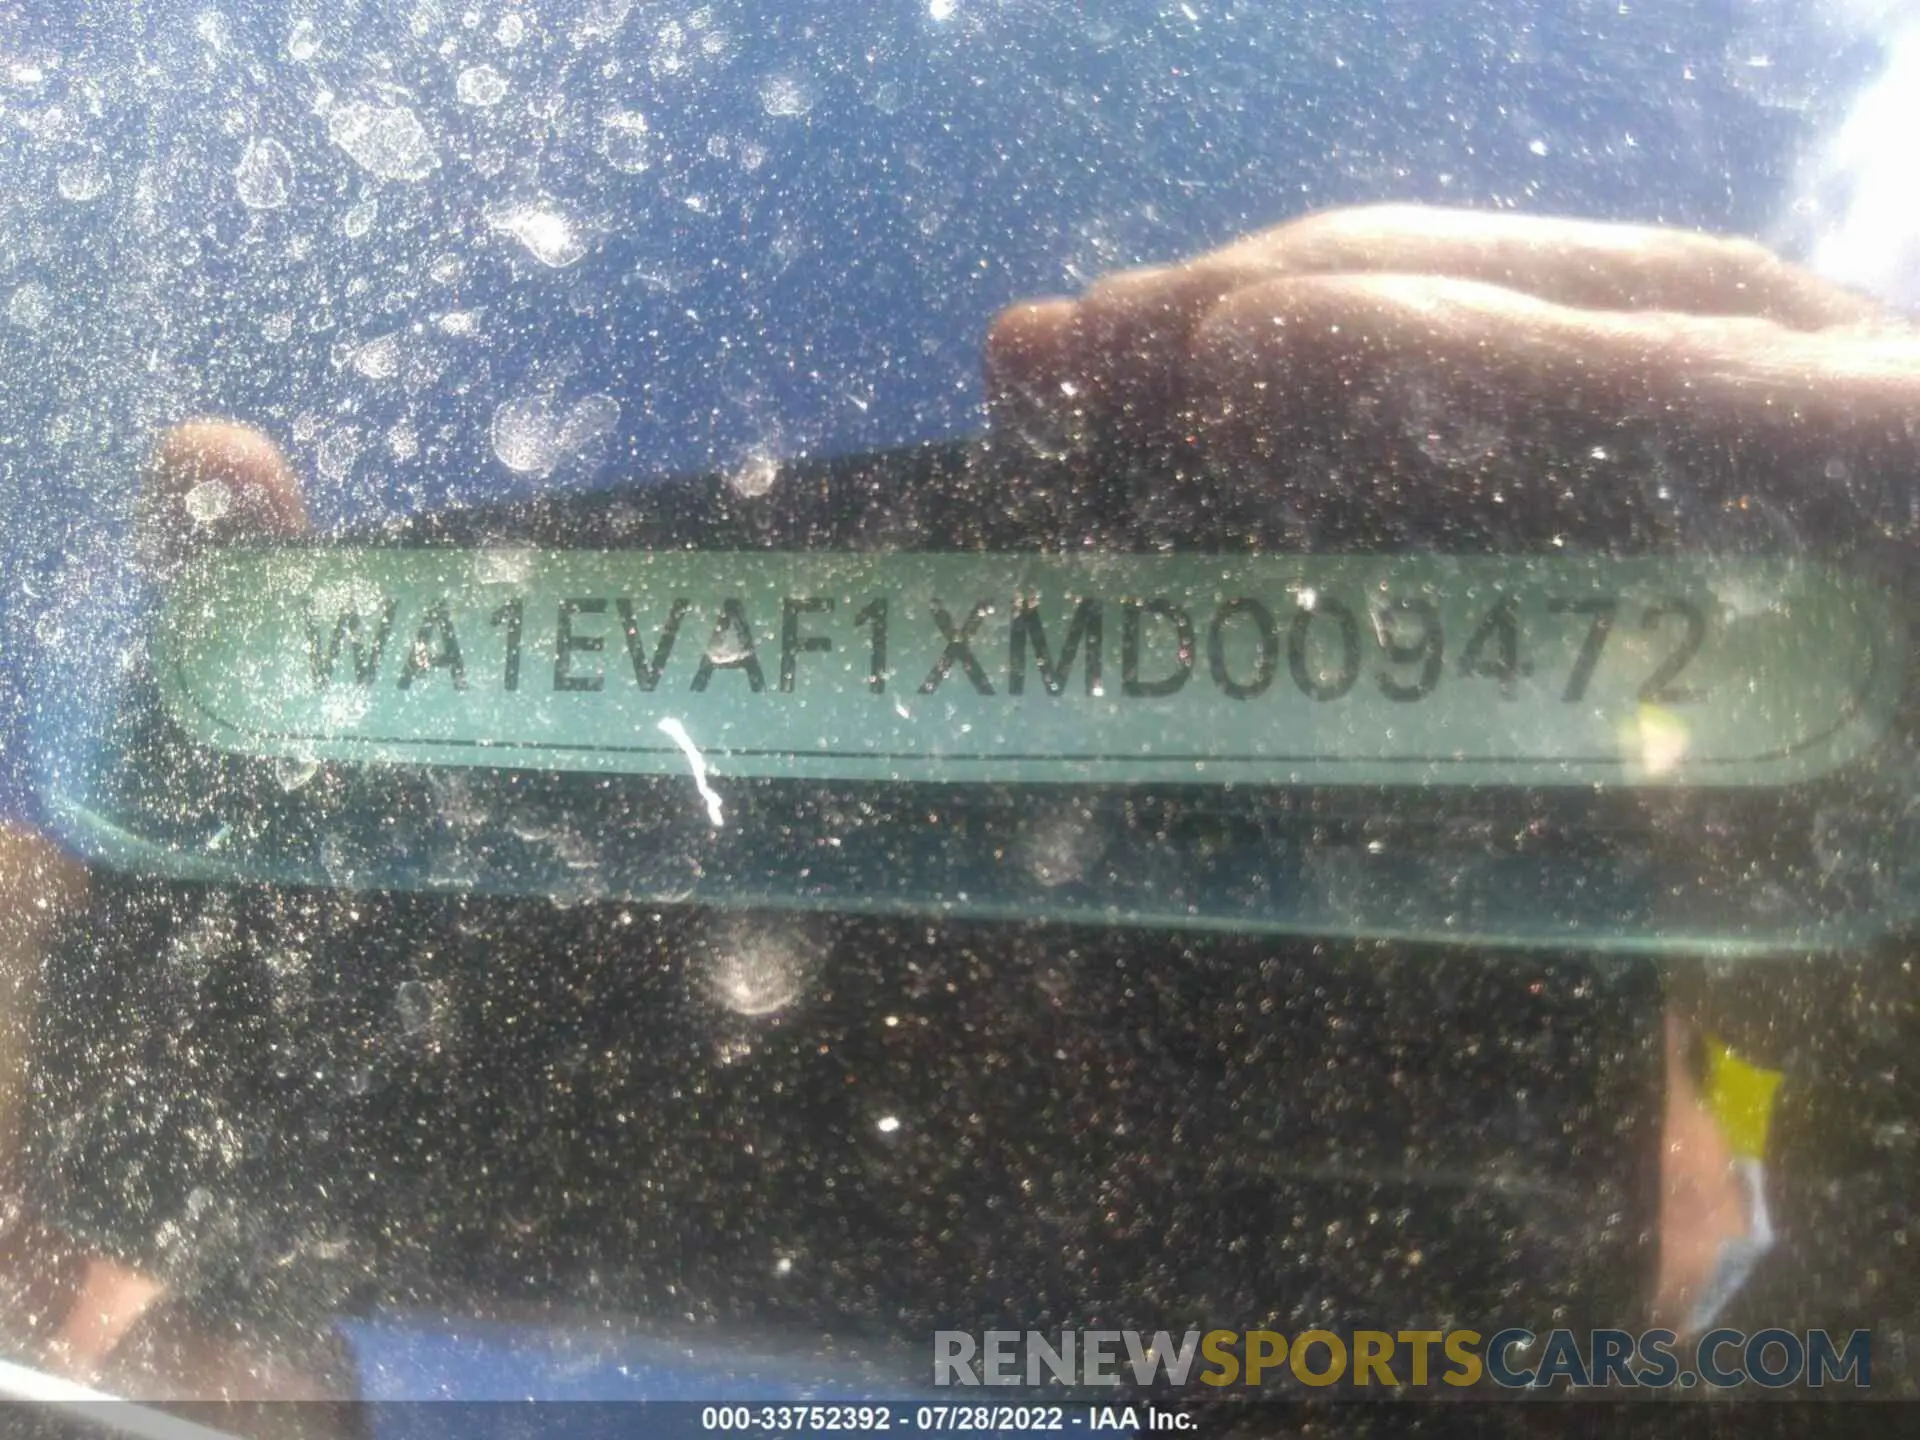 WA1EVAF1XMD009472
RENEWSPORTSCARS.COM
000-33752392 - 07/28/2022 - IAA Inc.